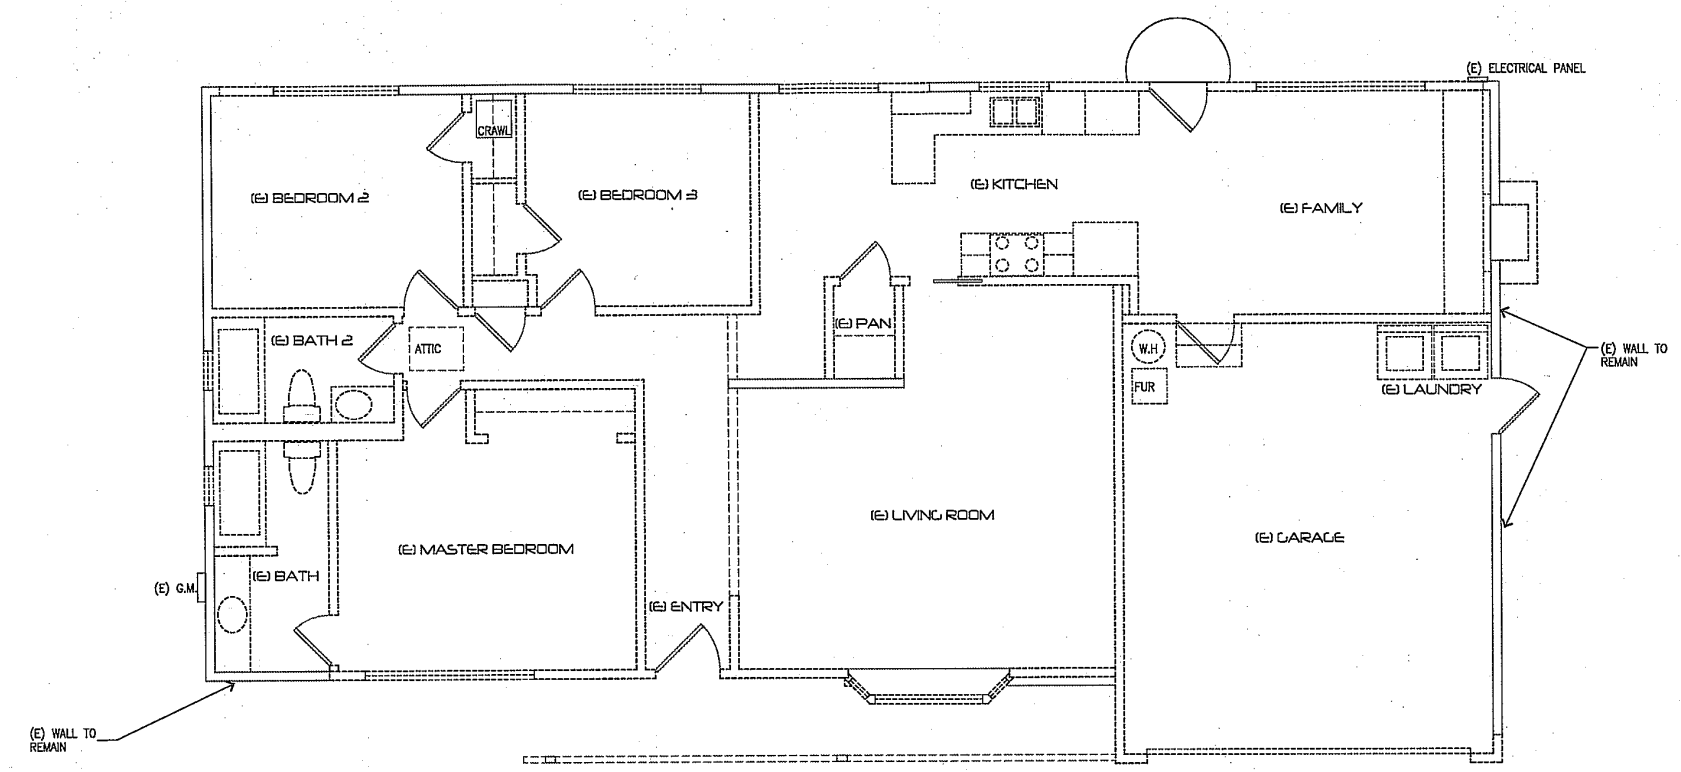 (E) ELECTRICAL PANEL
CRAWL
(E) BEDROOM 2
(E) BEDROOM 3
(E) KITCHEN
(E) FAMILY
(E) PAN
(E) BATH 2
ATTIC
W.H
(E) WALL TO
REMAIN
FUR
(E) LAUNDRY
(E) LIVING ROOM
(E) GARAGE
(E) MASTER BEDROOM
(E) BATH
(E) G.M.
(E) ENTRY
(E) WALL TO
REMAIN